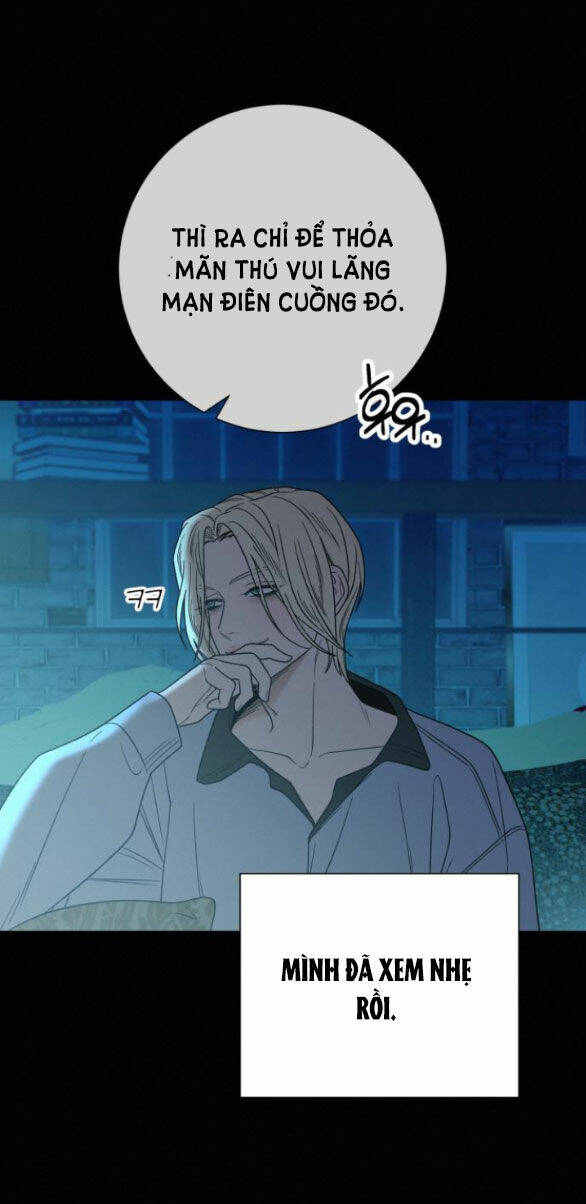 THÌ RA CHỈ ĐỂ THỎA
MÃN THÚ VUI LÃNG
MẠN ĐIÊN CUỒNG ĐÓ.
ㅋㅋ
MÌNH ĐÃ XEM NHẸ
RỒI.